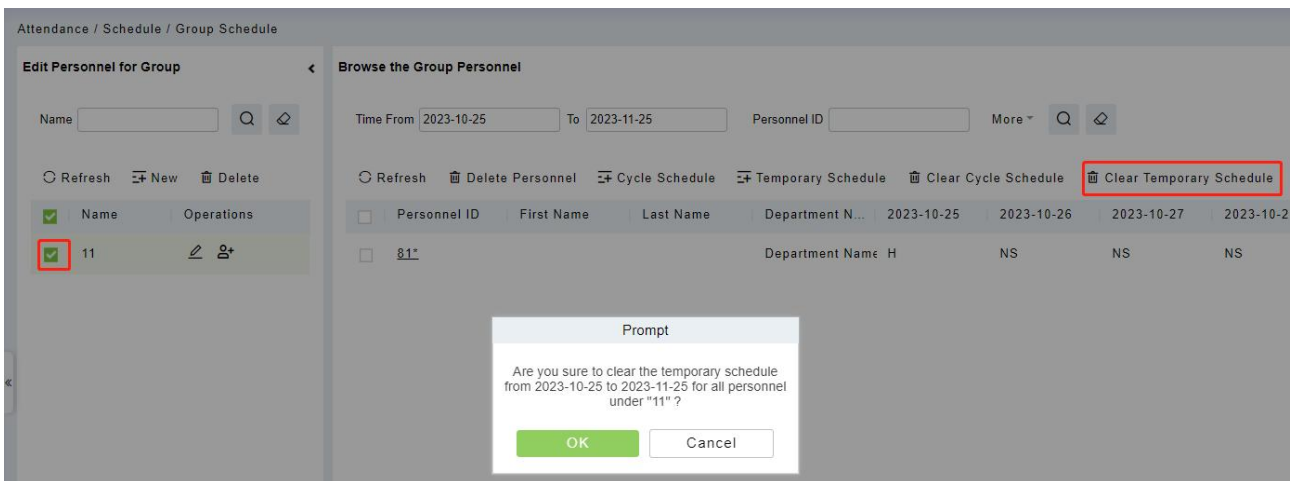 Attendance / Schedule / Group Schedule
Edit Personnel for Group
Browse the Group Personnel
Name
Time From 2023-10-25 To 2023-11-25 Personnel ID More
Refresh New Delete
Refresh Delete Personnel Cycle Schedule Temporary Schedule Clear Cycle Schedule Clear Temporary Schedule
Name Operations
Personnel ID First Name Last Name Department N... 2023-10-25 2023-10-26 2023-10-27 2023-10-2
11
81* Department Name H NS NS NS
Prompt
Are you sure to clear the temporary schedule
from 2023-10-25 to 2023-11-25 for all personnel
under "11" ?
OK Cancel